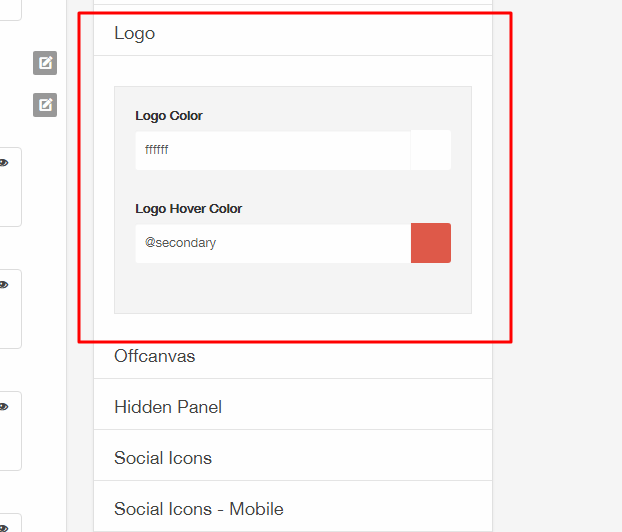 Logo
Logo Color
ffffff
Logo Hover Color
@secondary
Offcanvas
Hidden Panel
Social Icons
Social Icons - Mobile